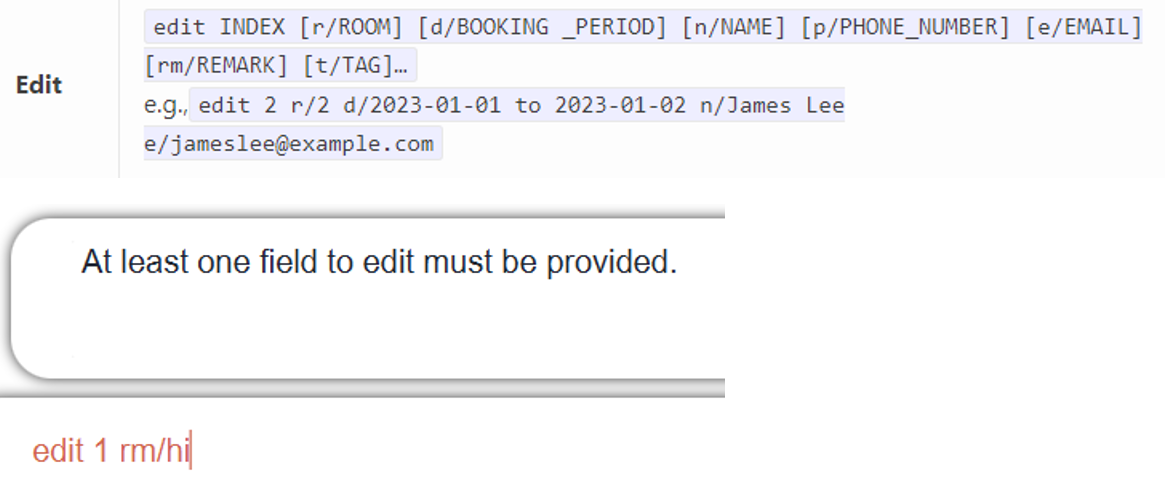 edit INDEX [r/ROOM] [d/BOOKING _PERIOD] [n/NAME] [p/PHONE_NUMBER] [e/EMAIL]
[rm/REMARK] [t/TAG]…
Edit
e.g., edit 2 r/2 d/2023-01-01 to 2023-01-02 n/James Lee
e/jameslee@example.com
At least one field to edit must be provided.
edit 1 rm/hi